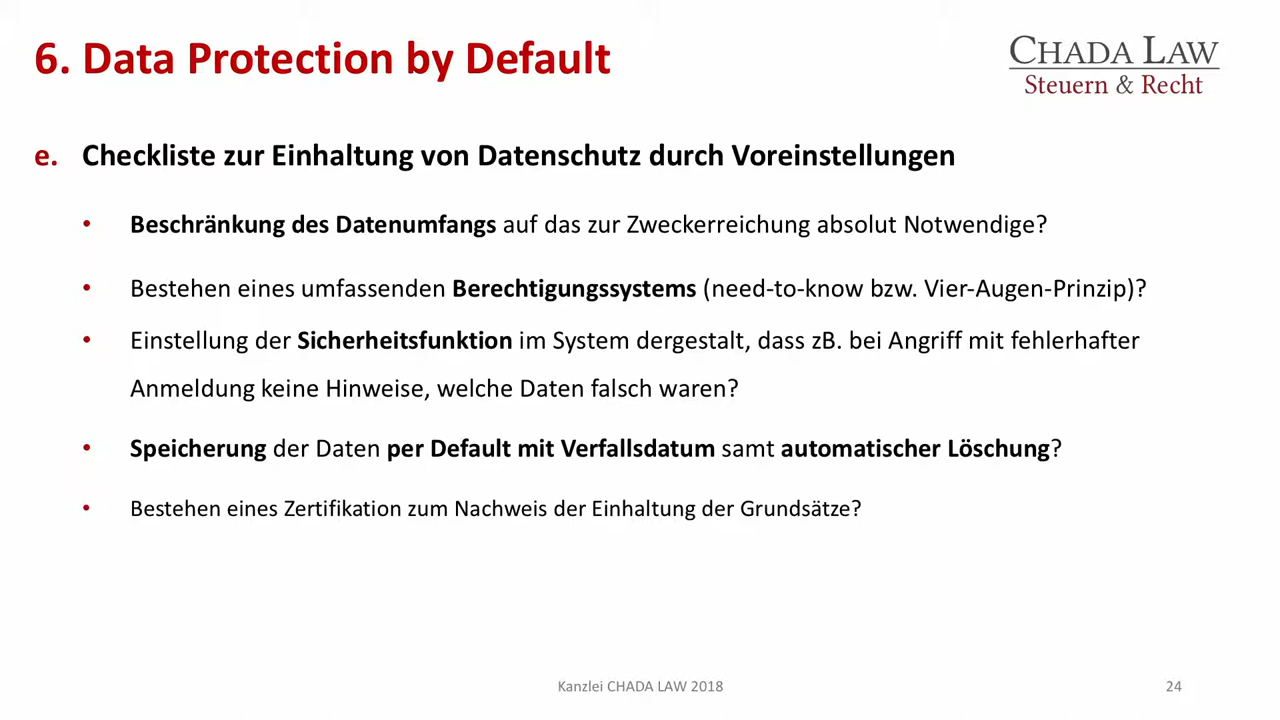 6. Data Protection by Default
CHADA LAW
Steuern & Recht
e. Checkliste zur Einhaltung von Datenschutz durch Voreinstellungen
• Beschränkung des Datenumfangs auf das zur Zweckerreichung absolut Notwendige?
• Bestehen eines umfassenden Berechtigungssystems (need-to-know bzw. Vier-Augen-Prinzip)?
• Einstellung der Sicherheitsfunktion im System dergestalt, dass zB. bei Angriff mit fehlerhafter
Anmeldung keine Hinweise, welche Daten falsch waren?
• Speicherung der Daten per Default mit Verfallsdatum samt automatischer Löschung?
• Bestehen eines Zertifikation zum Nachweis der Einhaltung der Grundsätze?
Kanzlei CHADA LAW 2018
24